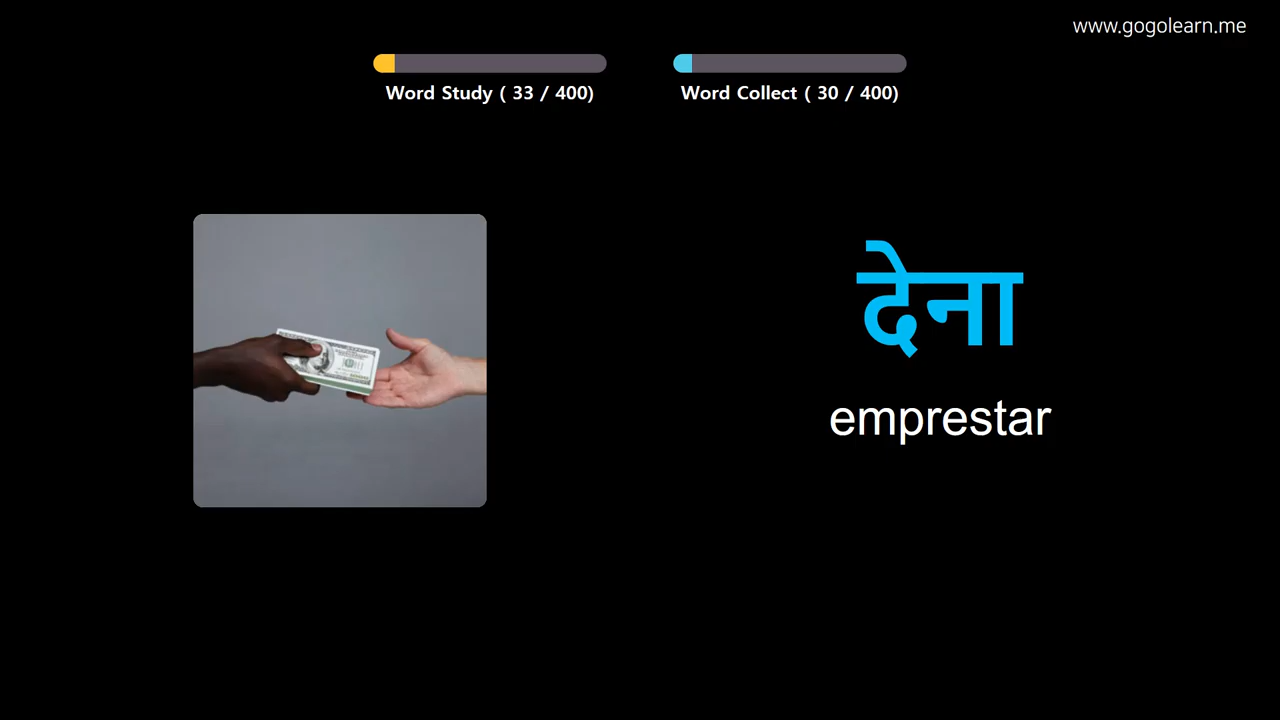 www.gogolearn.me
Word Study ( 33 / 400)
Word Collect ( 30 / 400)
देना
emprestar